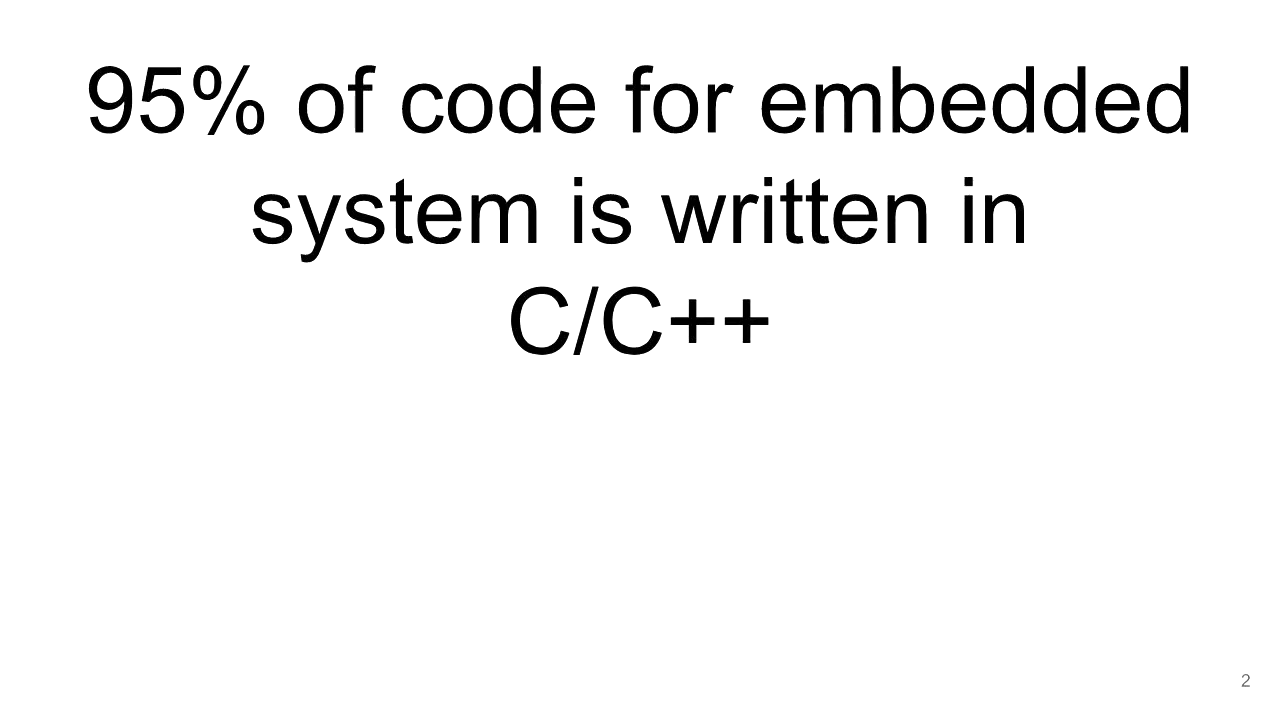 95% of code for embedded
system is written in
C/C++
2